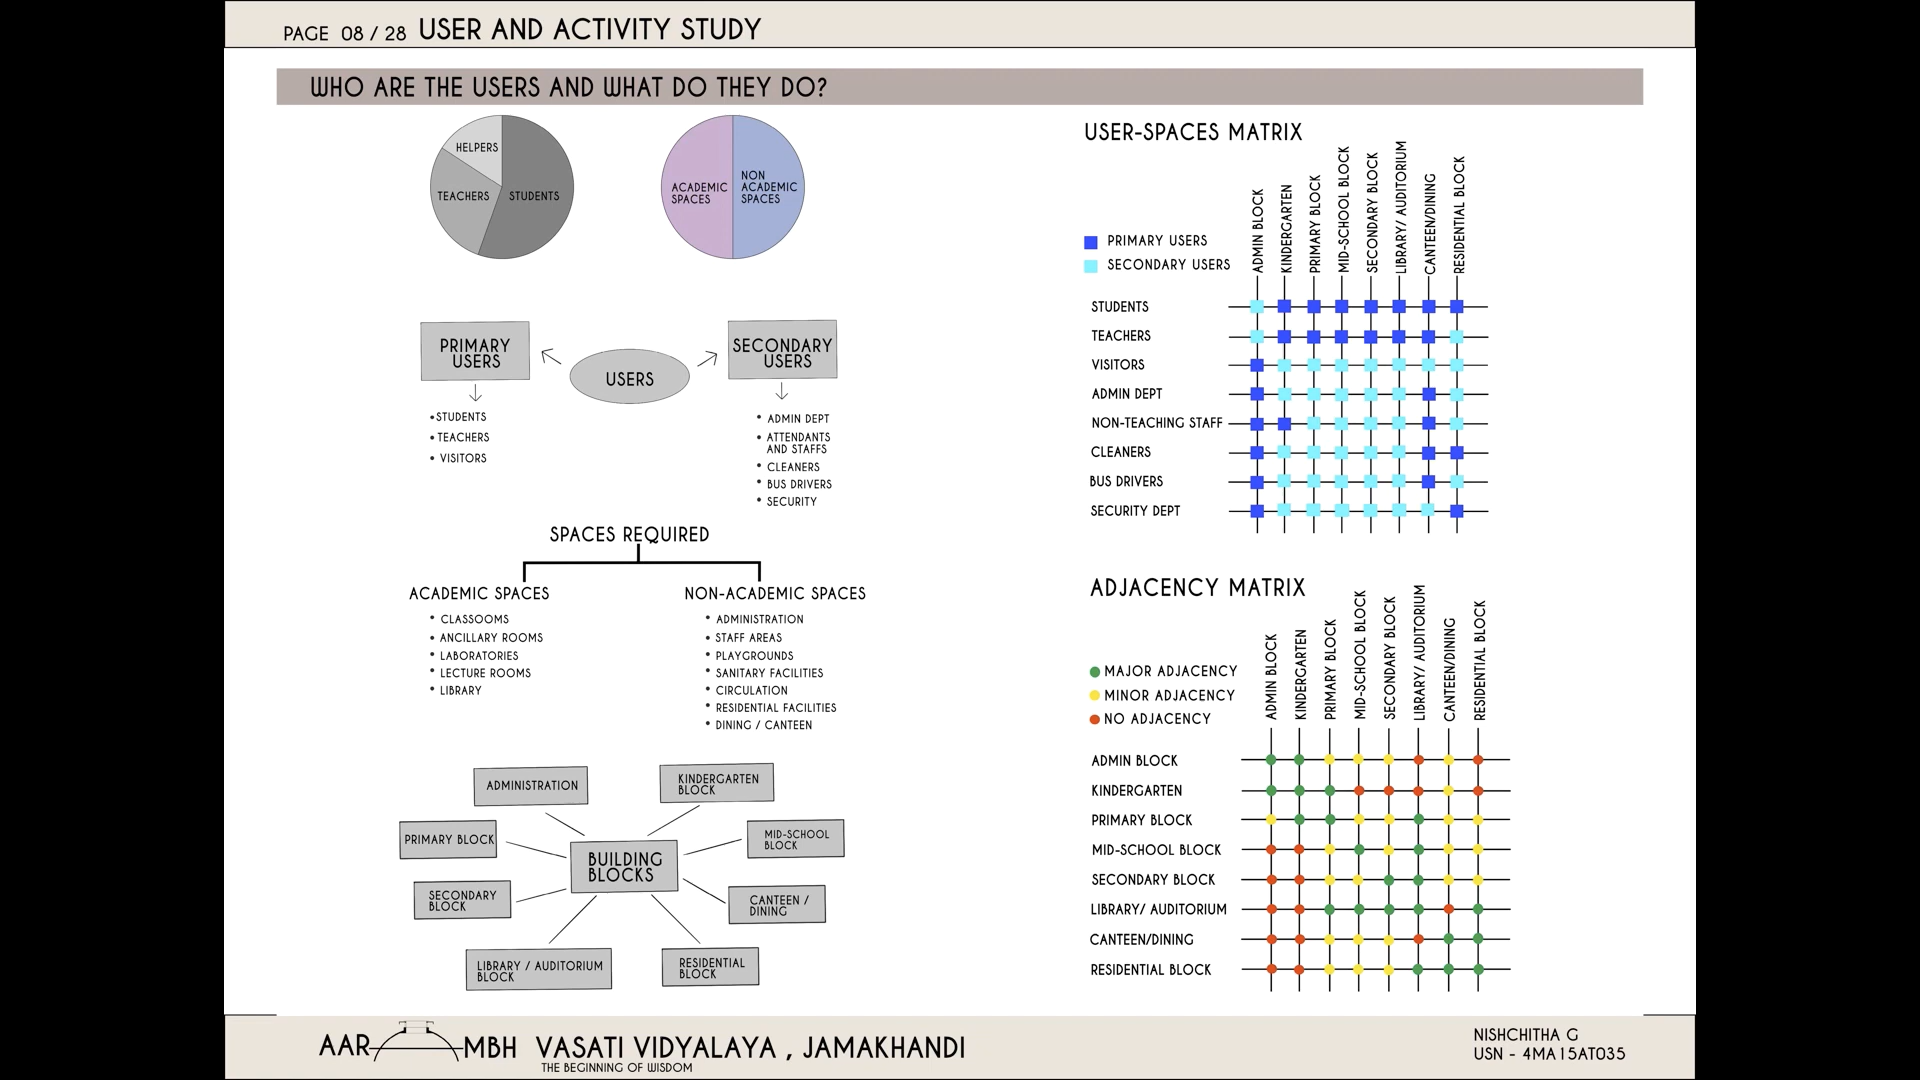 PAGE 08 / 28 USER AND ACTIVITY STUDY
WHO ARE THE USERS AND WHAT DO THEY DO?
HELPERS
TEACHERS
STUDENTS
ACADEMIC
SPACES
NON
ACADEMIC
SPACES
PRIMARY
USERS
USERS
SECONDARY
USERS
•STUDENTS
•TEACHERS
• VISITORS
• ADMIN DEPT
• ATTENDANTS
AND STAFFS
• CLEANERS
• BUS DRIVERS
• SECURITY
SPACES REQUIRED
ACADEMIC SPACES
• CLASSOOMS
• ANCILLARY ROOMS
• LABORATORIES
• LECTURE ROOMS
• LIBRARY
NON-ACADEMIC SPACES
• ADMINISTRATION
• STAFF AREAS
• PLAYGROUNDS
• SANITARY FACILITIES
• CIRCULATION
• RESIDENTIAL FACILITIES
• DINING / CANTEEN
ADMINISTRATION
KINDERGARTEN
BLOCK
PRIMARY BLOCK
MID-SCHOOL
BLOCK
BUILDING
BLOCKS
SECONDARY
BLOCK
CANTEEN /
DINING
LIBRARY / AUDITORIUM
BLOCK
RESIDENTIAL
BLOCK
USER-SPACES MATRIX
PRIMARY USERS
SECONDARY USERS
ADMIN BLOCK
KINDERGARTEN
PRIMARY BLOCK
MID-SCHOOL BLOCK
SECONDARY BLOCK
LIBRARY/ AUDITORIUM
CANTEEN/DINING
RESIDENTIAL BLOCK
STUDENTS
TEACHERS
VISITORS
ADMIN DEPT
NON-TEACHING STAFF
CLEANERS
BUS DRIVERS
SECURITY DEPT
ADJACENCY MATRIX
MAJOR ADJACENCY
MINOR ADJACENCY
NO ADJACENCY
ADMIN BLOCK
KINDERGARTEN
PRIMARY BLOCK
MID-SCHOOL BLOCK
SECONDARY BLOCK
LIBRARY/ AUDITORIUM
CANTEEN/DINING
RESIDENTIAL BLOCK
ADMIN BLOCK
KINDERGARTEN
PRIMARY BLOCK
MID-SCHOOL BLOCK
SECONDARY BLOCK
LIBRARY/ AUDITORIUM
CANTEEN/DINING
RESIDENTIAL BLOCK
AAR MBH VASATI VIDYALAYA , JAMAKHANDI
THE BEGINNING OF WISDOM
NISHCHITHA G
USN - 4MA15AT035